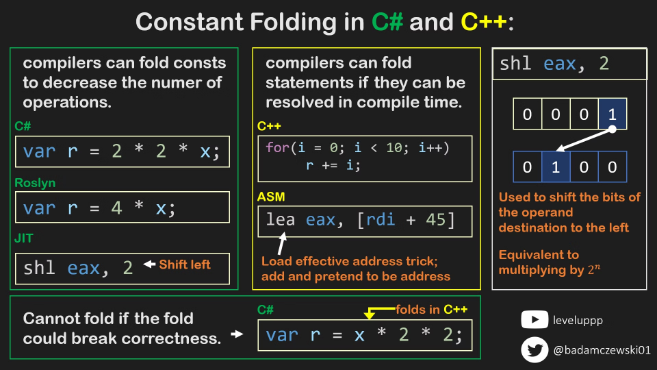 Constant Folding in C# and C++:
compilers can fold consts
to decrease the numer of
operations.
C#
var r = 2 * 2 * x;
Roslyn
var r = 4 * x;
JIT
shl eax, 2
Shift left
compilers can fold
statements if they can be
resolved in compile time.
C++
for(i = 0; i < 10; i++)
r += i;
ASM
lea eax, [rdi + 45]
Load effective address trick;
add and pretend to be address
shl eax, 2
0 0 0 1
0 1 0 0
Used to shift the bits of
the operand
destination to the left
Equivalent to
multiplying by 2ⁿ
Cannot fold if the fold
could break correctness.
C#
folds in C++
var r = x * 2 * 2;
leveluppp
@badamczewski01